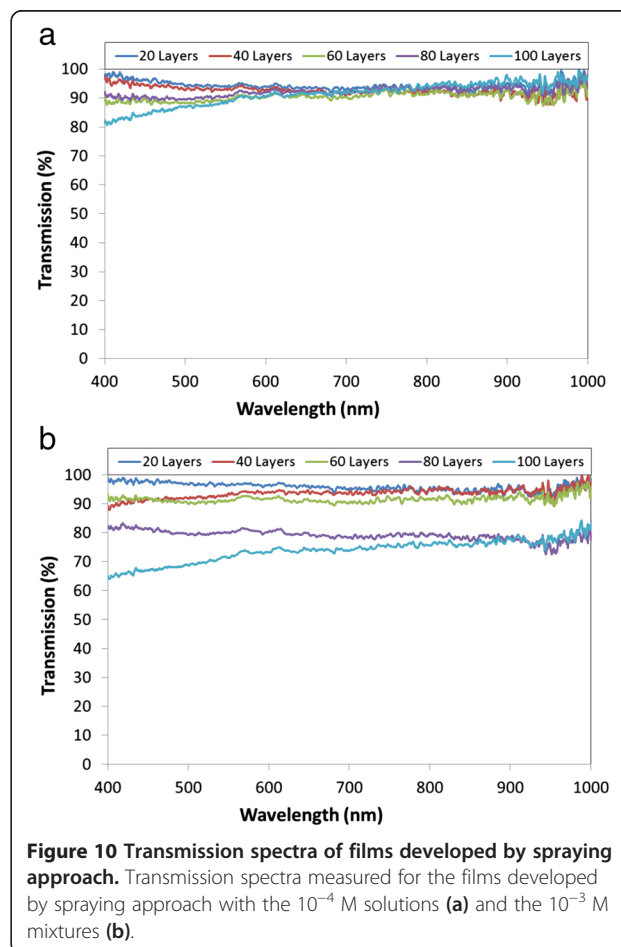 a
20 Layers 40 Layers 60 Layers 80 Layers 100 Layers
100
90
80
70
60
50
40
30
20
10
0
Transmission (%)
400 500 600 700 800 900 1000
Wavelength (nm)
b
20 Layers 40 Layers 60 Layers 80 Layers 100 Layers
100
90
80
70
60
50
40
30
20
10
0
Transmission (%)
400 500 600 700 800 900 1000
Wavelength (nm)
Figure 10 Transmission spectra of films developed by spraying
approach. Transmission spectra measured for the films developed
by spraying approach with the 10⁻⁴ M solutions (a) and the 10⁻³ M
mixtures (b).